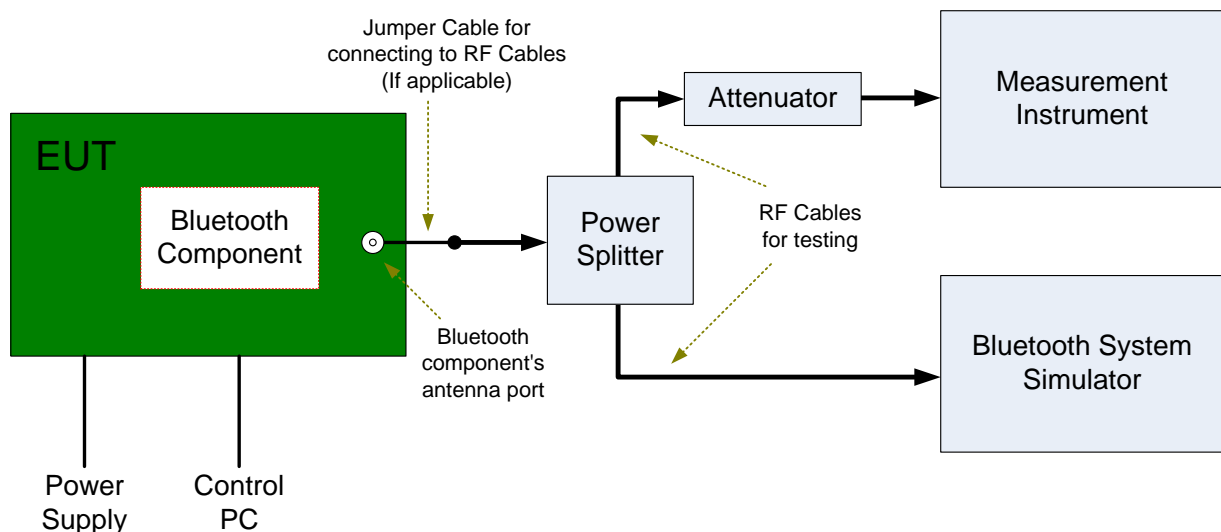 Jumper Cable for
connecting to RF Cables
(If applicable)
EUT
Bluetooth
Component
Bluetooth
component's
antenna port
Power
Supply
Control
PC
Power
Splitter
Attenuator
RF Cables
for testing
Measurement
Instrument
Bluetooth System
Simulator